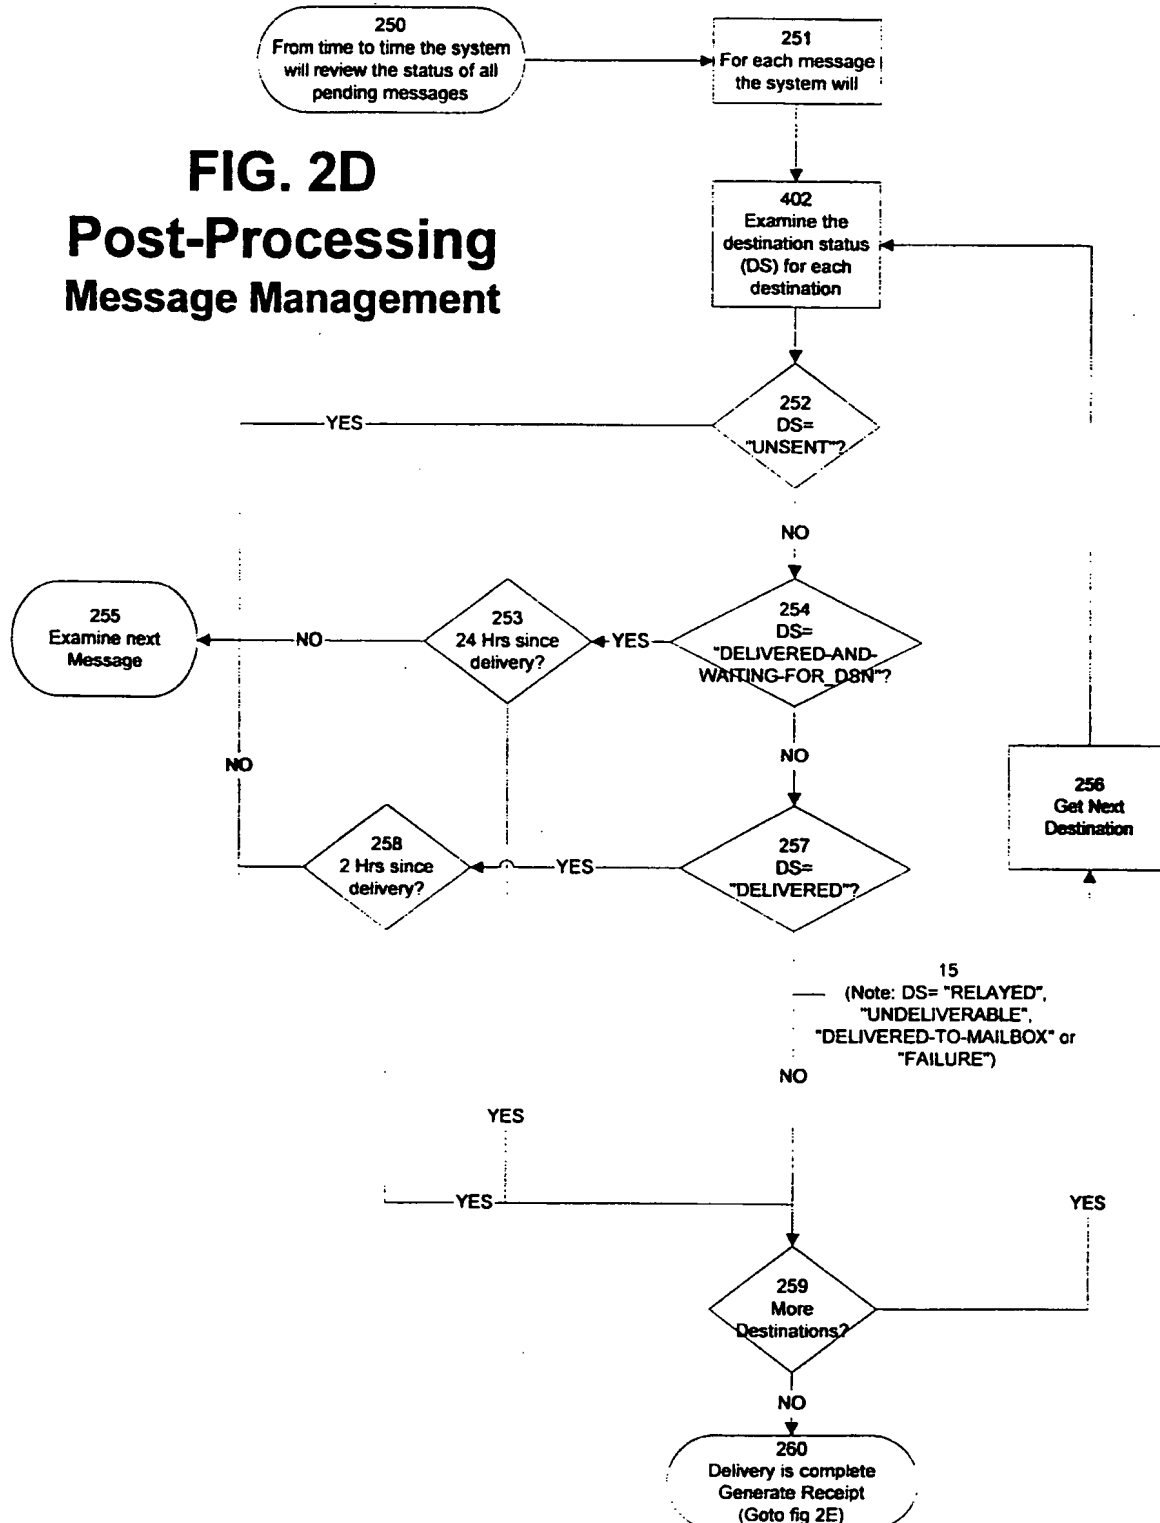 250
From time to time the system
will review the status of all
pending messages
251
For each message
the system will
FIG. 2D
Post-Processing
Message Management
402
Examine the
destination status
(DS) for each
destination
252
DS=
"UNSENT"?
YES
NO
255
Examine next
Message
NO
253
24 Hrs since
delivery?
YES
254
DS=
"DELIVERED-AND-
WAITING-FOR_DSN"?
NO
NO
256
Get Next
Destination
258
2 Hrs since
delivery?
YES
257
DS=
"DELIVERED"?
15
(Note: DS= "RELAYED",
"UNDELIVERABLE",
"DELIVERED-TO-MAILBOX" or
"FAILURE")
NO
YES
YES
YES
259
More
Destinations?
NO
260
Delivery is complete
Generate Receipt
(Goto fig 2E)